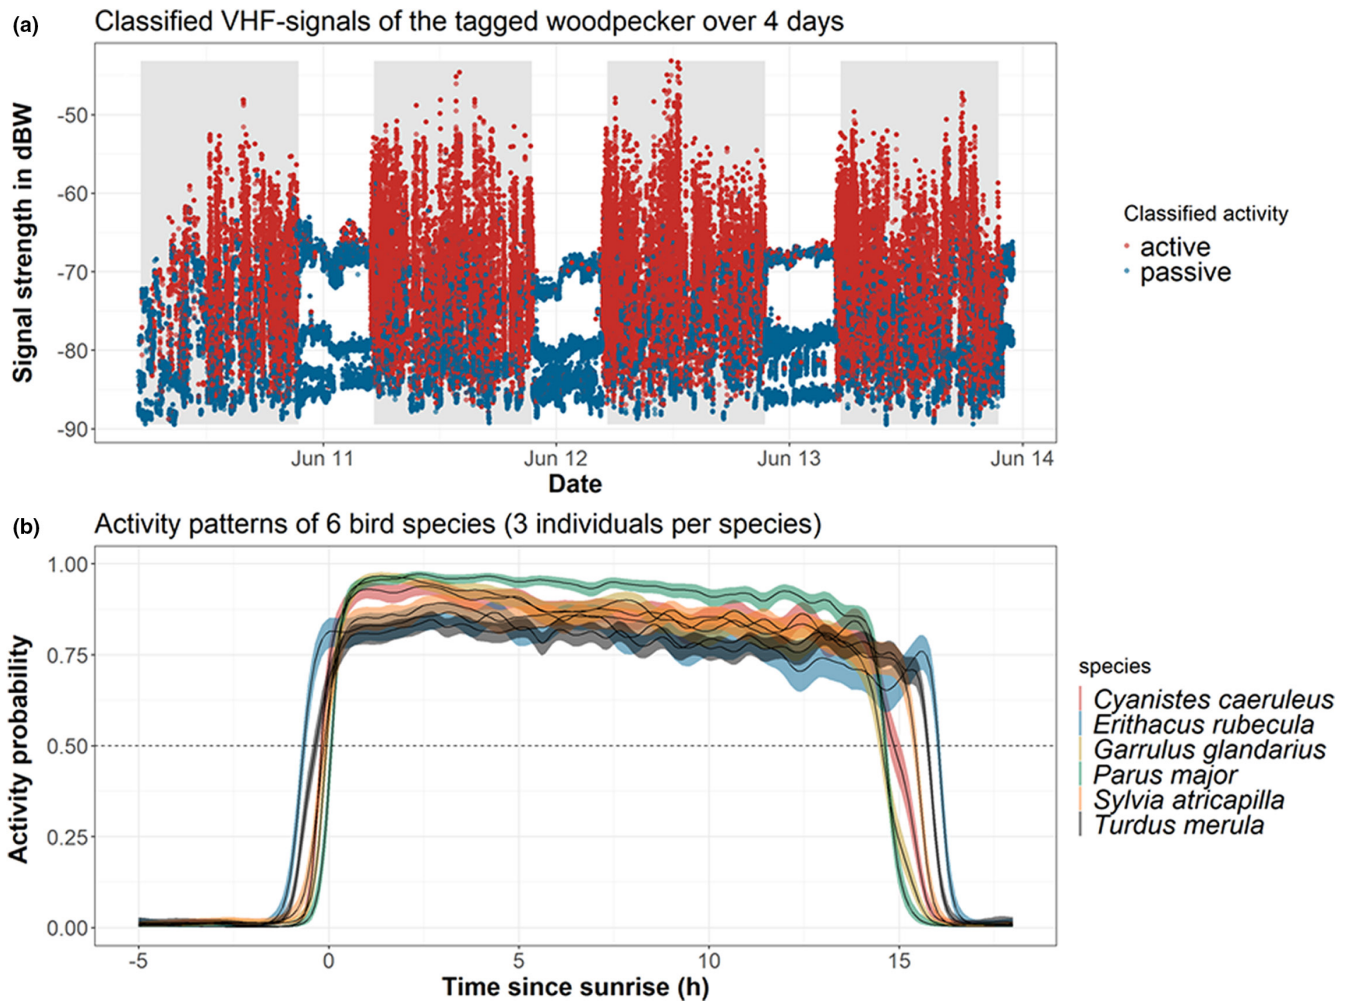 (a) Classified VHF-signals of the tagged woodpecker over 4 days
Signal strength in dBW
-50
-60
-70
-80
-90
Jun 11 Jun 12 Jun 13 Jun 14
Date
Classified activity
active
passive
(b) Activity patterns of 6 bird species (3 individuals per species)
Activity probability
1.00
0.75
0.50
0.25
0.00
-5 0 5 10 15
Time since sunrise (h)
species
Cyanistes caeruleus
Erithacus rubecula
Garrulus glandarius
Parus major
Sylvia atricapilla
Turdus merula